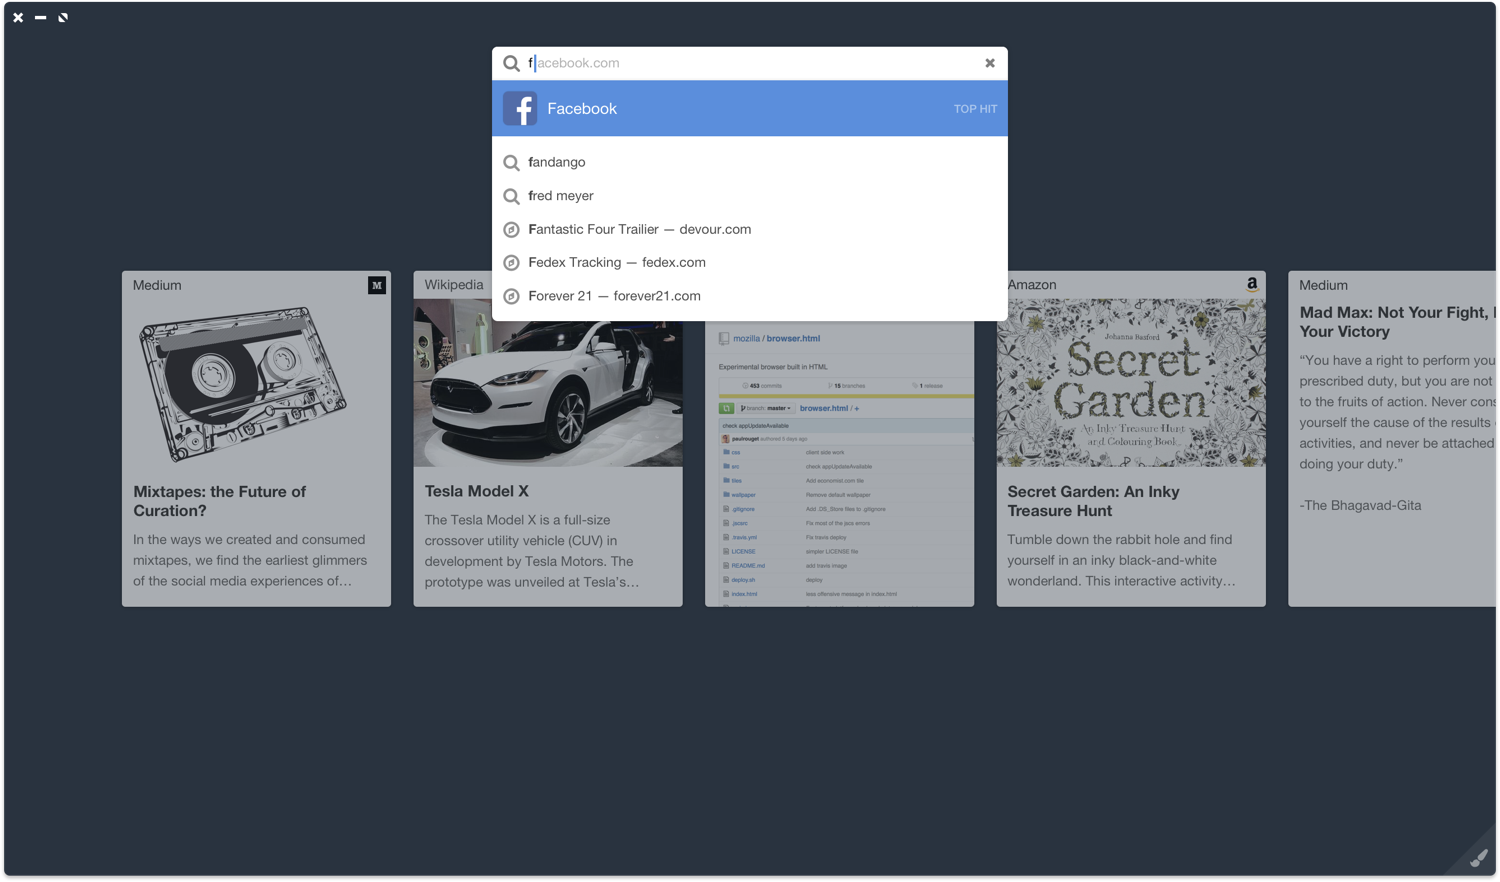 facebook.com
Facebook
TOP HIT
fandango
fred meyer
Fantastic Four Trailier — devour.com
Fedex Tracking — fedex.com
Forever 21 — forever21.com
Medium
M
Mixtapes: the Future of
Curation?
In the ways we created and consumed
mixtapes, we find the earliest glimmers
of the social media experiences of…
Wikipedia
Tesla Model X
The Tesla Model X is a full-size
crossover utility vehicle (CUV) in
development by Tesla Motors. The
prototype was unveiled at Tesla's…
mozilla / browser.html
Experimental browser built in HTML
453 commits
15 branches
1 release
branch: master
browser.html / +
check appUpdateAvailable
paulrouget authored 5 days ago
css client side work
src check appUpdateAvailable
tiles Add economist.com tile
wallpaper Remove default wallpaper
.gitignore Add .DS_Store files to .gitignore
.jscsrc Fix most of the jscs errors
.travis.yml Fix travis deploy
LICENSE simpler LICENSE file
README.md add travis image
deploy.sh deploy
index.html less offensive message in index.html
Amazon
a
Johanna Basford
Secret
Garden
An Inky Treasure Hunt
and Colouring Book
Secret Garden: An Inky
Treasure Hunt
Tumble down the rabbit hole and find
yourself in an inky black-and-white
wonderland. This interactive activity…
Medium
Mad Max: Not Your Fight,
Your Victory
“You have a right to perform you
prescribed duty, but you are not
to the fruits of action. Never cons
yourself the cause of the results
activities, and never be attached
doing your duty.”
-The Bhagavad-Gita